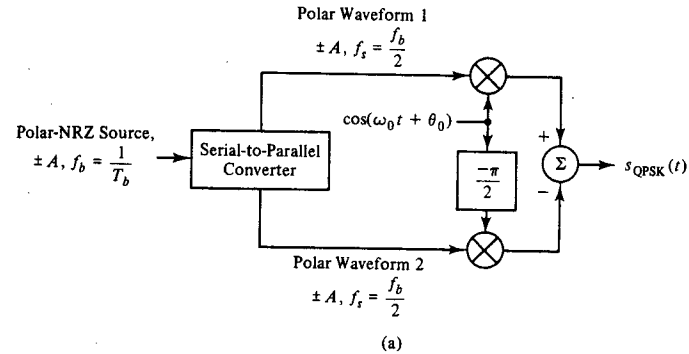 Polar Waveform 1
± A, f_s = f_b / 2
cos(ω_0 t + θ_0)
Polar-NRZ Source,
± A, f_b = 1 / T_b
Serial-to-Parallel
Converter
-π / 2
+
Σ
−
s_QPSK (t)
Polar Waveform 2
± A, f_s = f_b / 2
(a)